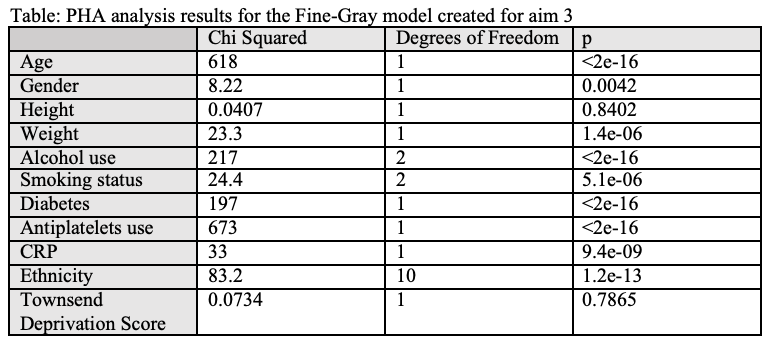 Table: PHA analysis results for the Fine-Gray model created for aim 3
Chi Squared Degrees of Freedom p
Age 618 1 <2e-16
Gender 8.22 1 0.0042
Height 0.0407 1 0.8402
Weight 23.3 1 1.4e-06
Alcohol use 217 2 <2e-16
Smoking status 24.4 2 5.1e-06
Diabetes 197 1 <2e-16
Antiplatelets use 673 1 <2e-16
CRP 33 1 9.4e-09
Ethnicity 83.2 10 1.2e-13
Townsend 0.0734 1 0.7865
Deprivation Score